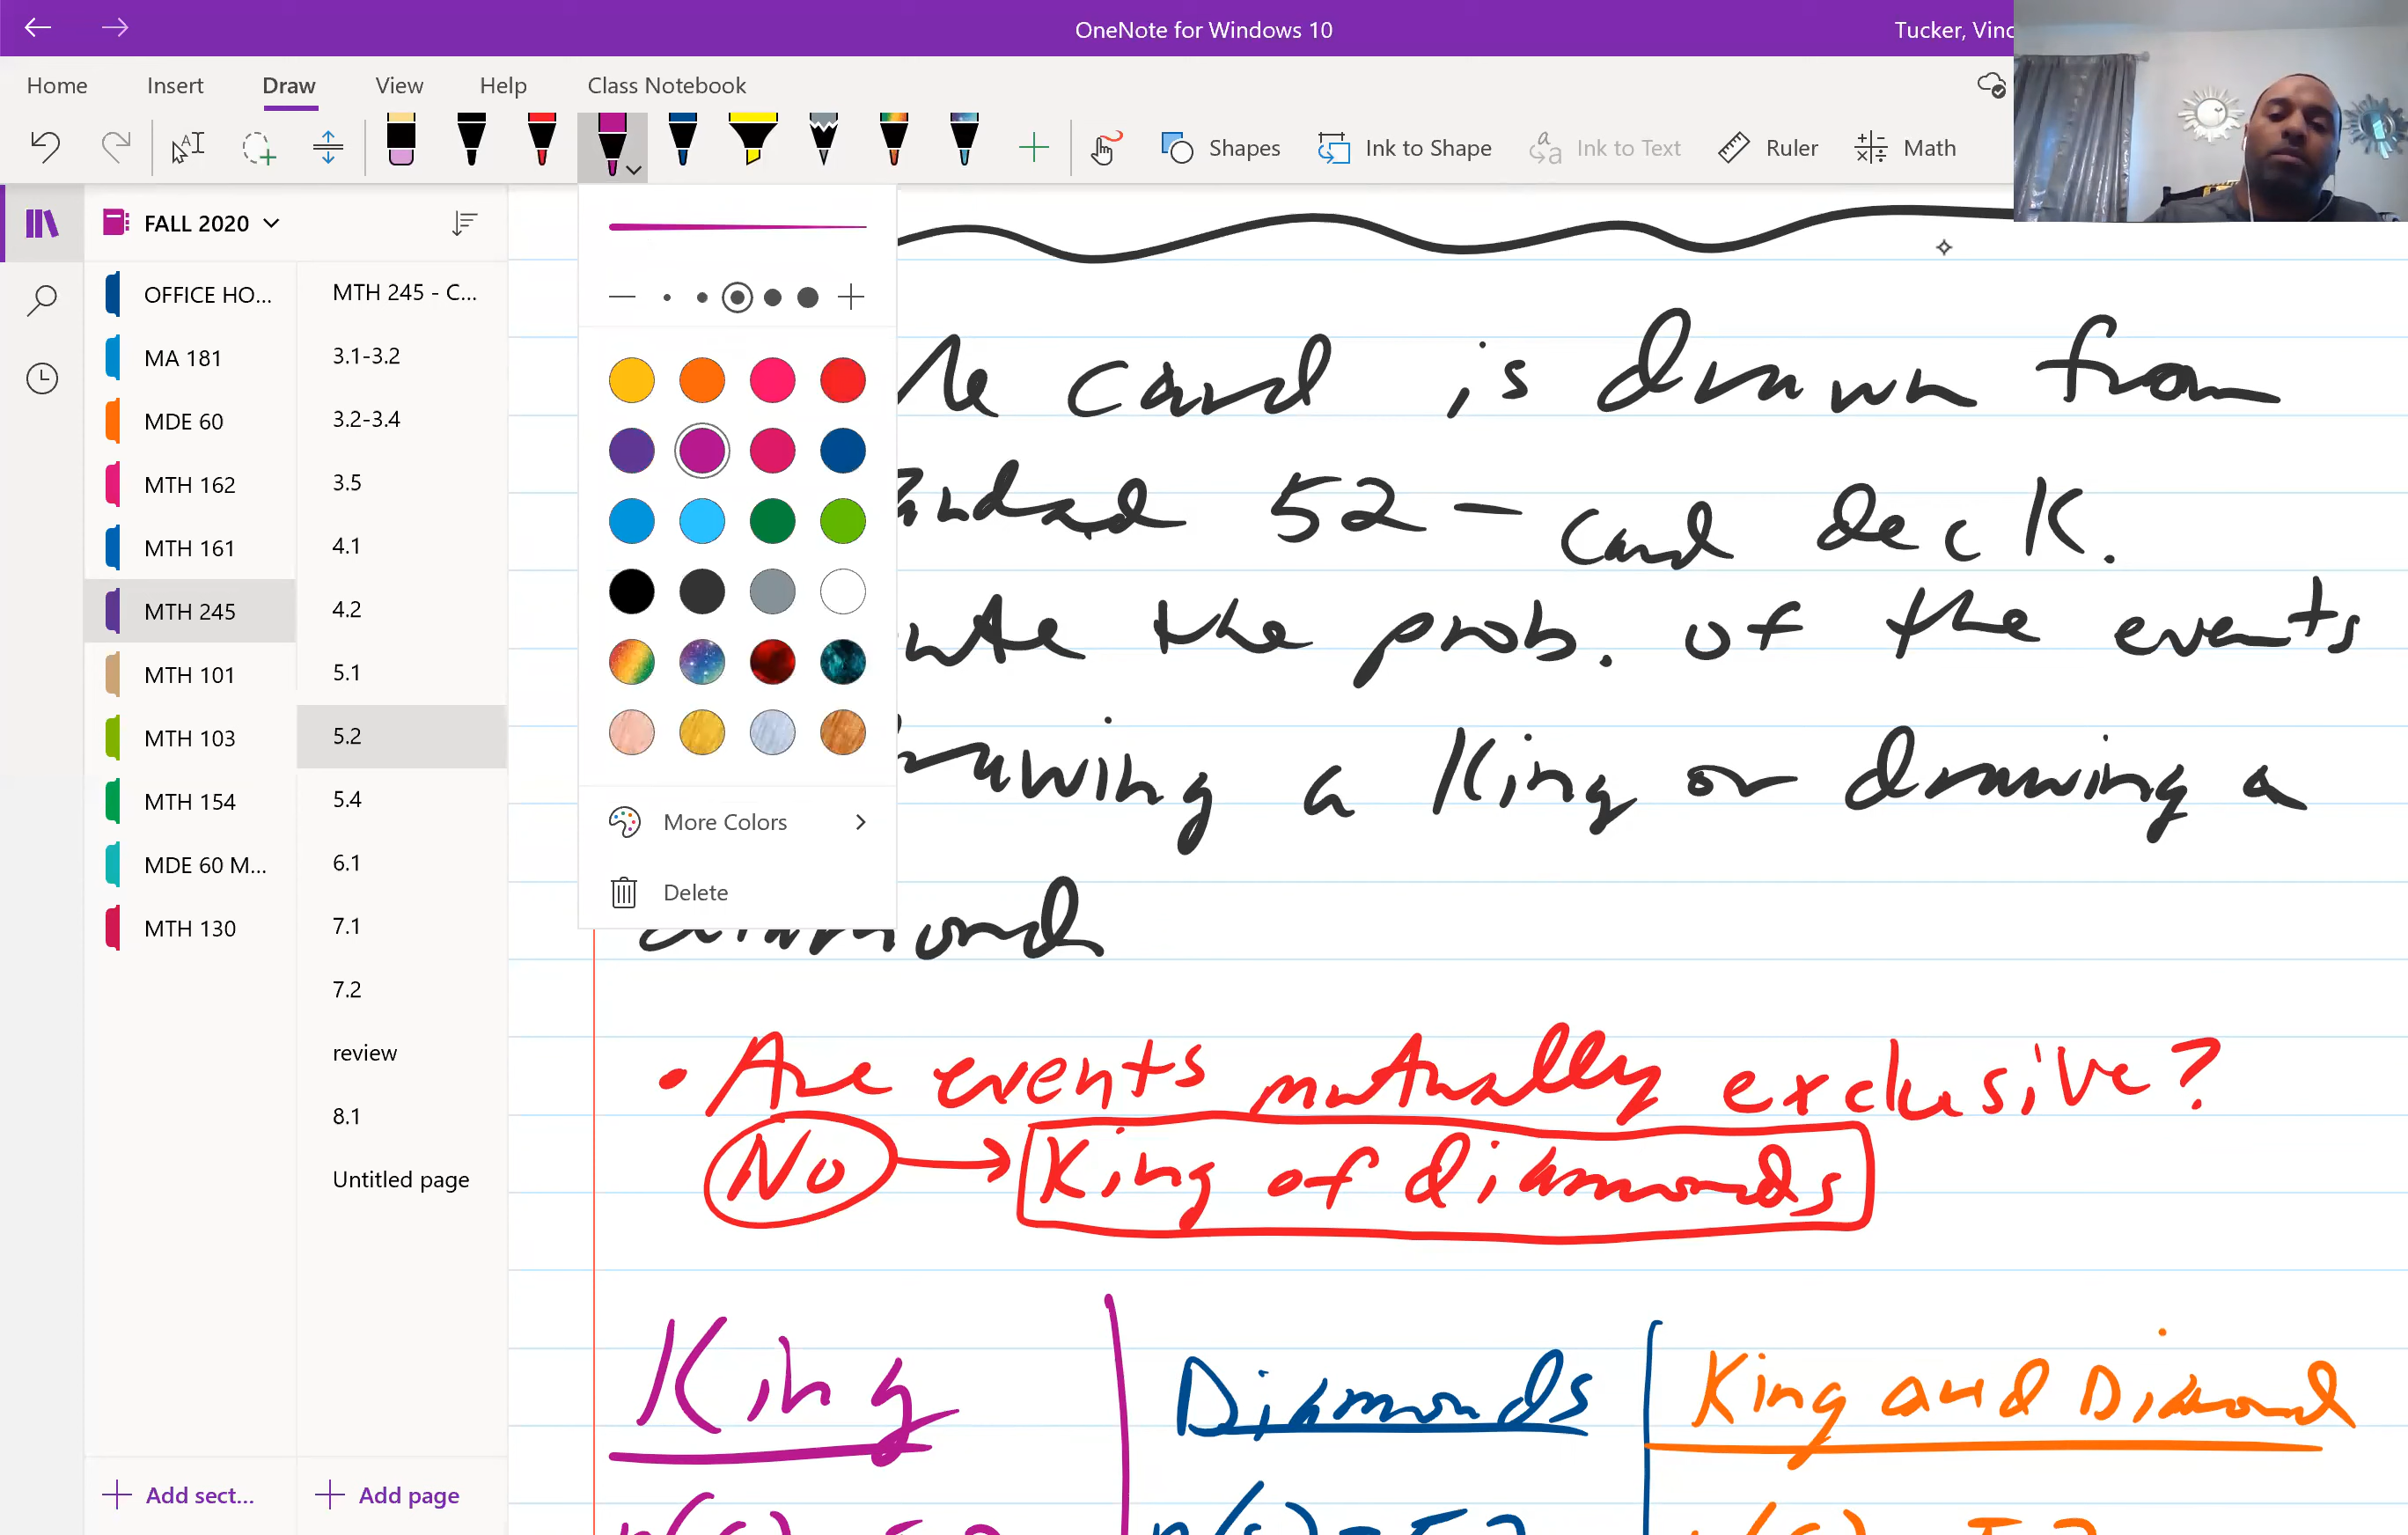 OneNote for Windows 10
Tucker, Vinc
Home Insert Draw View Help Class Notebook
Shapes Ink to Shape Ink to Text Ruler Math
FALL 2020
OFFICE HO...
MA 181
MDE 60
MTH 162
MTH 161
MTH 245
MTH 101
MTH 103
MTH 154
MDE 60 M...
MTH 130
Add sect...
MTH 245 - C...
3.1-3.2
3.2-3.4
3.5
4.1
4.2
5.1
5.2
5.4
6.1
7.1
7.2
review
8.1
Untitled page
Add page
More Colors
Delete
le card is drawn from
52-card deck.
the prob. of the events
rawing a King or drawing a
diamond
• Are events mutually exclusive?
No → King of diamonds
King
Diamonds
King and Diamond